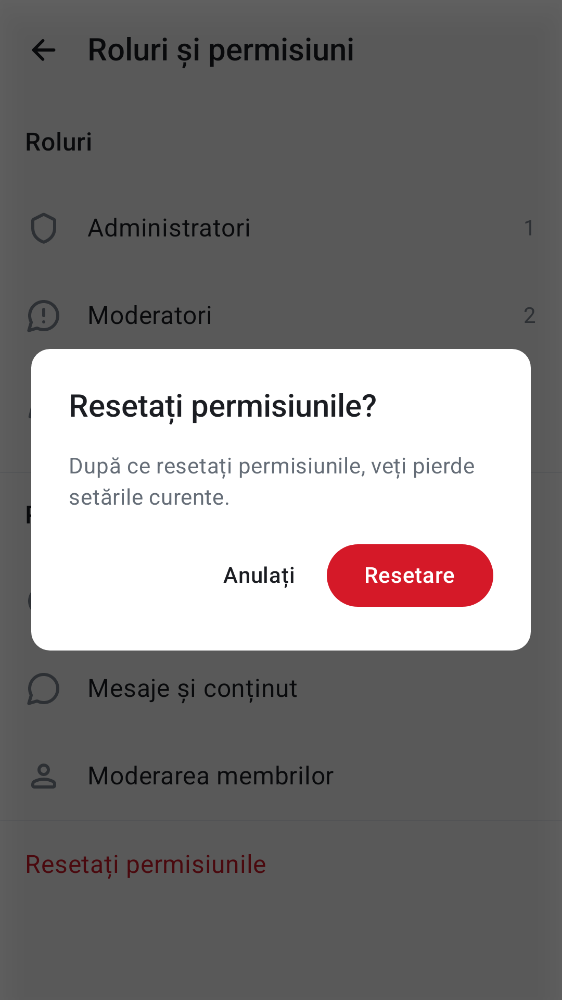 Roluri și permisiuni
Roluri
Administratori 1
Moderatori 2
Resetați permisiunile?
După ce resetați permisiunile, veți pierde
setările curente.
Anulați Resetare
Mesaje și conținut
Moderarea membrilor
Resetați permisiunile